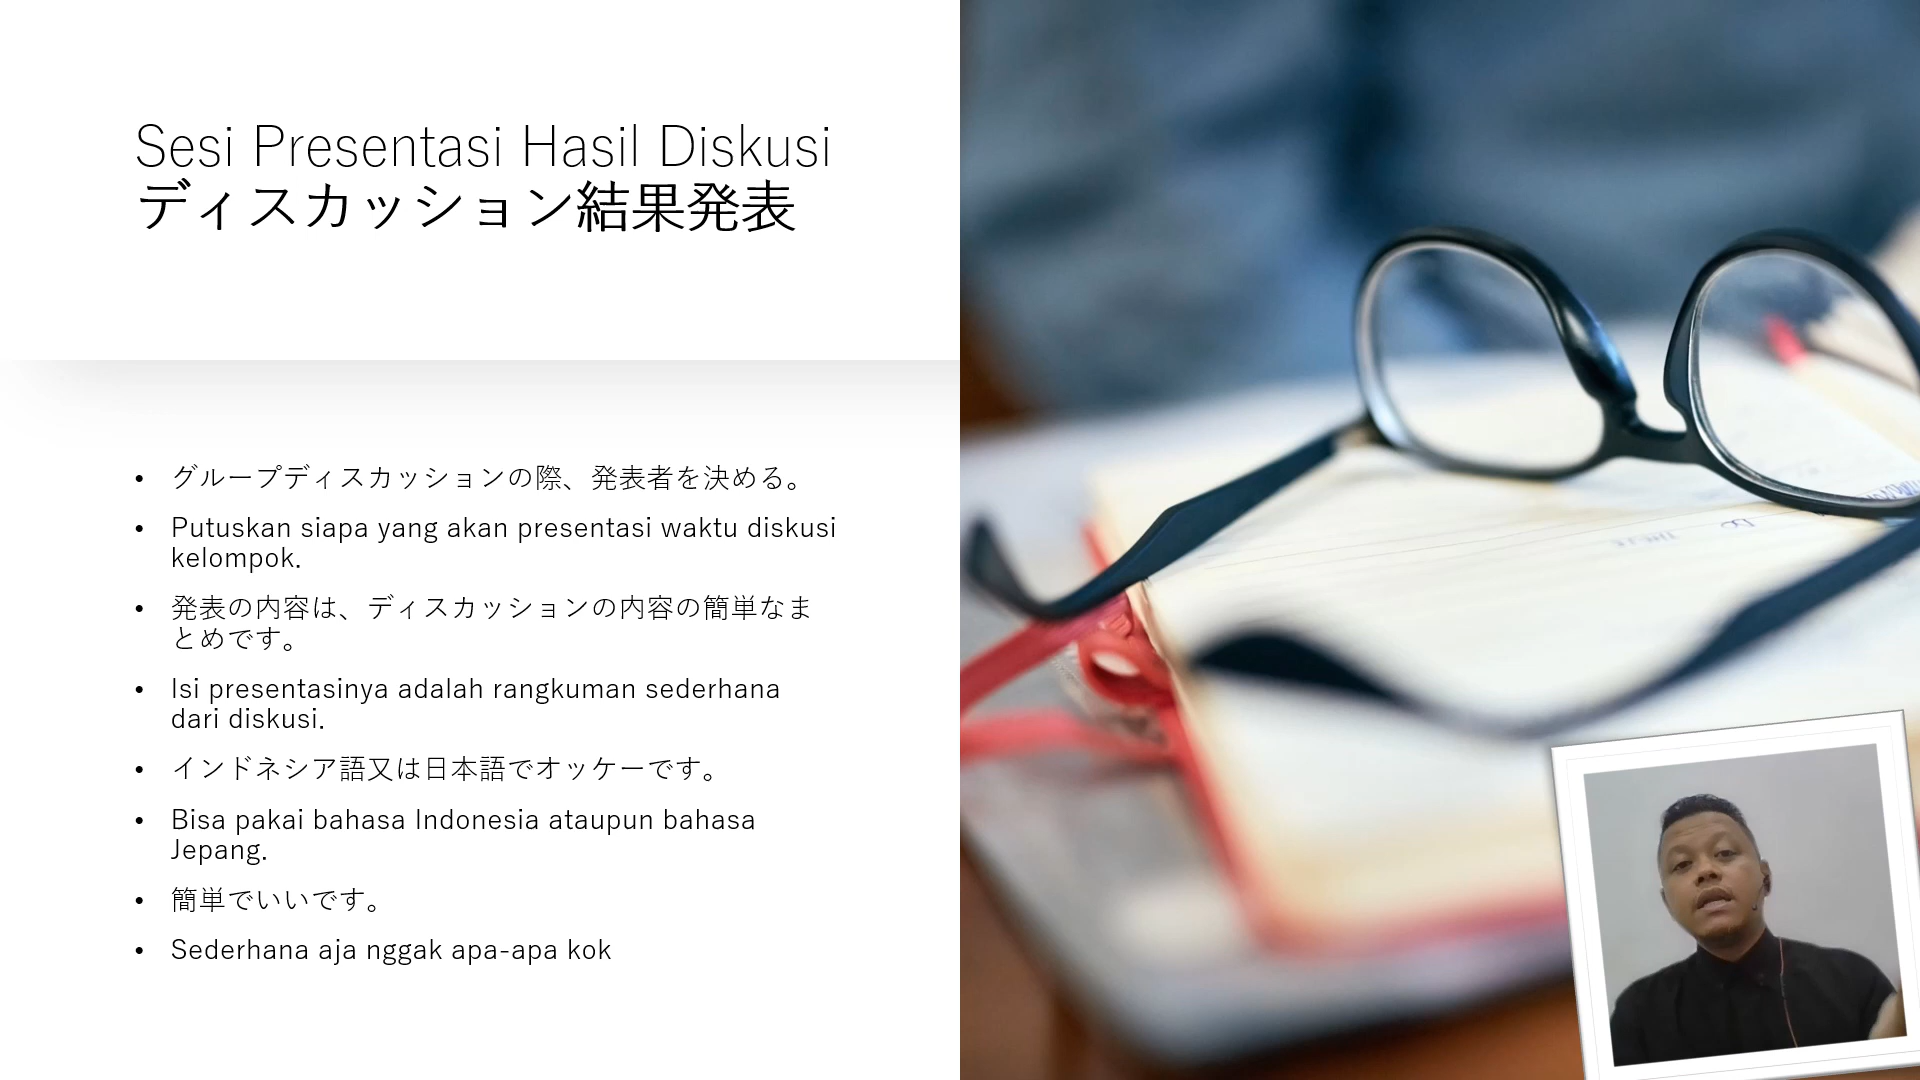 Sesi Presentasi Hasil Diskusi
ディスカッション結果発表
• グループディスカッションの際、発表者を決める。
• Putuskan siapa yang akan presentasi waktu diskusi
kelompok.
• 発表の内容は、ディスカッションの内容の簡単なま
とめです。
• Isi presentasinya adalah rangkuman sederhana
dari diskusi.
• インドネシア語又は日本語でオッケーです。
• Bisa pakai bahasa Indonesia ataupun bahasa
Jepang.
• 簡単でいいです。
• Sederhana aja nggak apa-apa kok